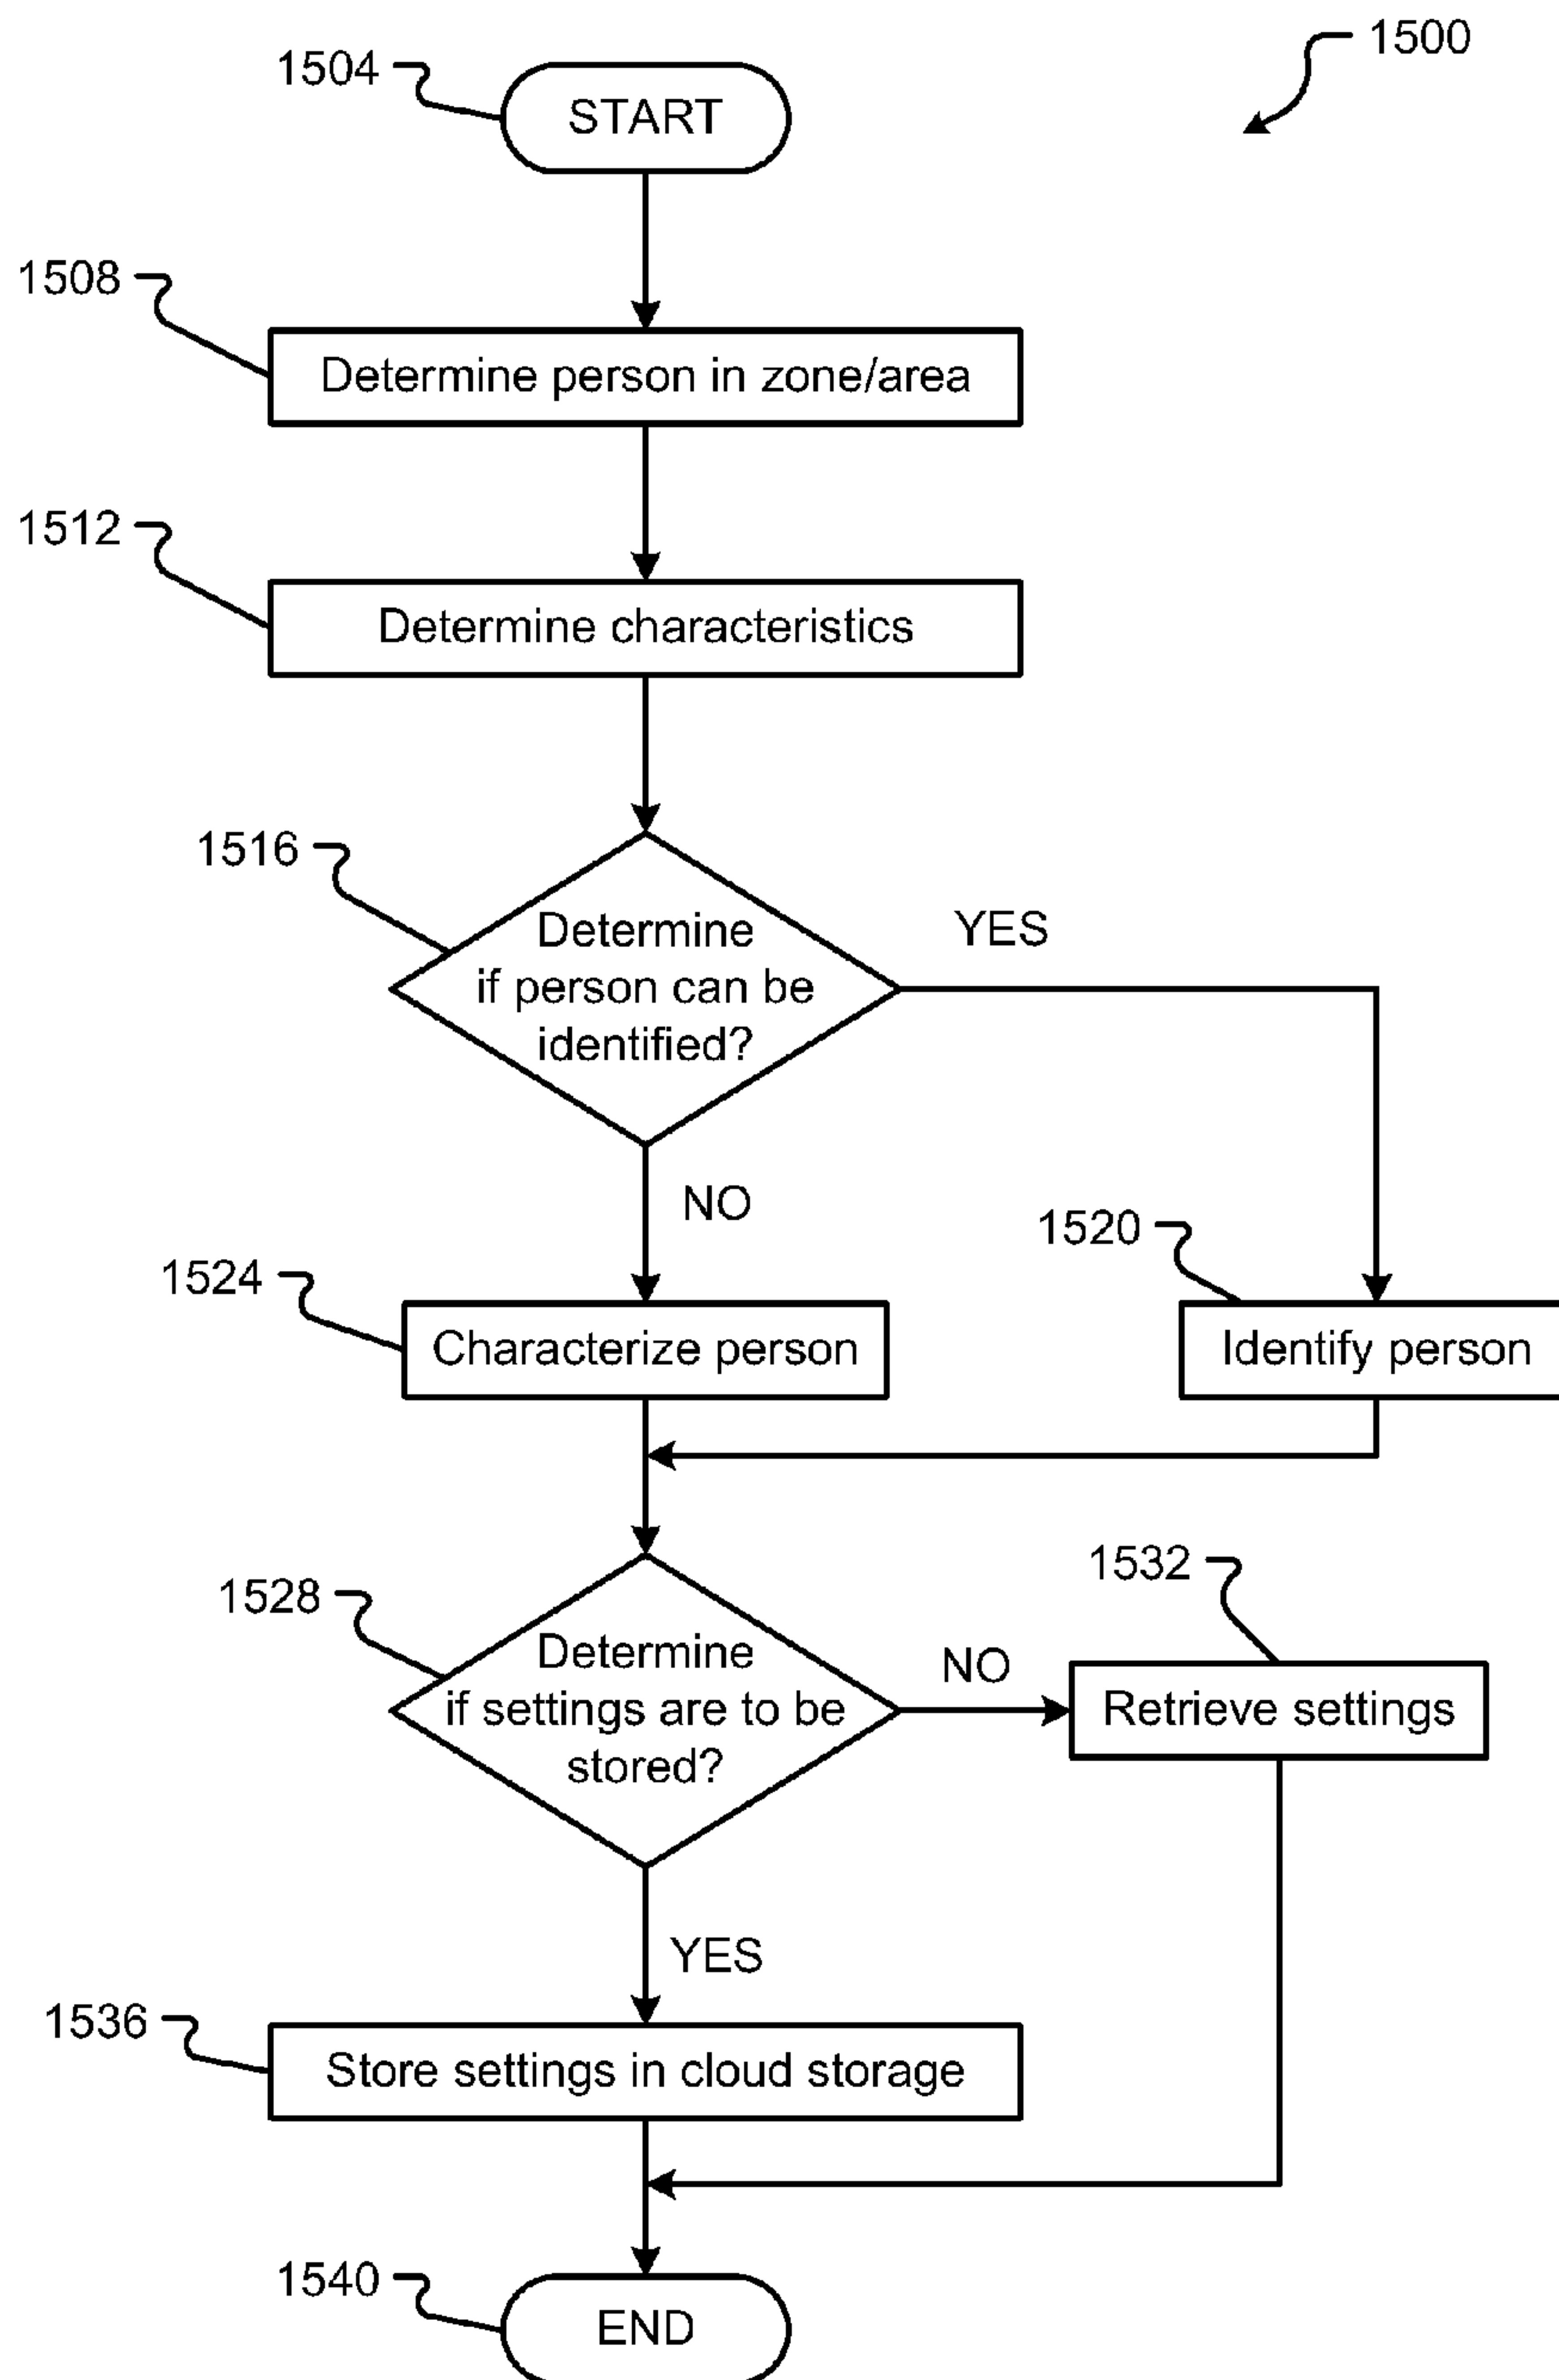 1500
1504
START
1508
Determine person in zone/area
1512
Determine characteristics
1516
Determine
if person can be
identified?
YES
NO
1520
1524
Characterize person
Identify person
1528
1532
Determine
if settings are to be
stored?
NO
Retrieve settings
YES
1536
Store settings in cloud storage
1540
END